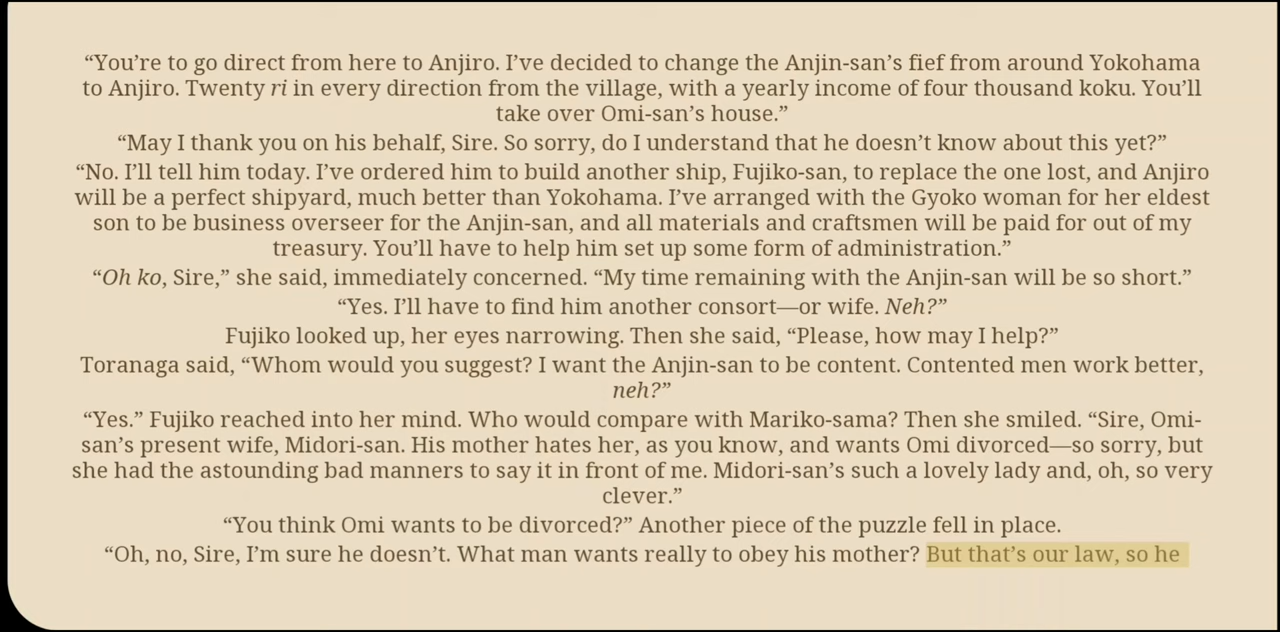 “You’re to go direct from here to Anjiro. I’ve decided to change the Anjin-san’s fief from around Yokohama
to Anjiro. Twenty ri in every direction from the village, with a yearly income of four thousand koku. You’ll
take over Omi-san’s house.”
“May I thank you on his behalf, Sire. So sorry, do I understand that he doesn’t know about this yet?”
“No. I’ll tell him today. I’ve ordered him to build another ship, Fujiko-san, to replace the one lost, and Anjiro
will be a perfect shipyard, much better than Yokohama. I’ve arranged with the Gyoko woman for her eldest
son to be business overseer for the Anjin-san, and all materials and craftsmen will be paid for out of my
treasury. You’ll have to help him set up some form of administration.”
“Oh ko, Sire,” she said, immediately concerned. “My time remaining with the Anjin-san will be so short.”
“Yes. I’ll have to find him another consort—or wife. Neh?”
Fujiko looked up, her eyes narrowing. Then she said, “Please, how may I help?”
Toranaga said, “Whom would you suggest? I want the Anjin-san to be content. Contented men work better,
neh?”
“Yes.” Fujiko reached into her mind. Who would compare with Mariko-sama? Then she smiled. “Sire, Omi-
san’s present wife, Midori-san. His mother hates her, as you know, and wants Omi divorced—so sorry, but
she had the astounding bad manners to say it in front of me. Midori-san’s such a lovely lady and, oh, so very
clever.”
“You think Omi wants to be divorced?” Another piece of the puzzle fell in place.
“Oh, no, Sire, I’m sure he doesn’t. What man wants really to obey his mother? But that’s our law, so he